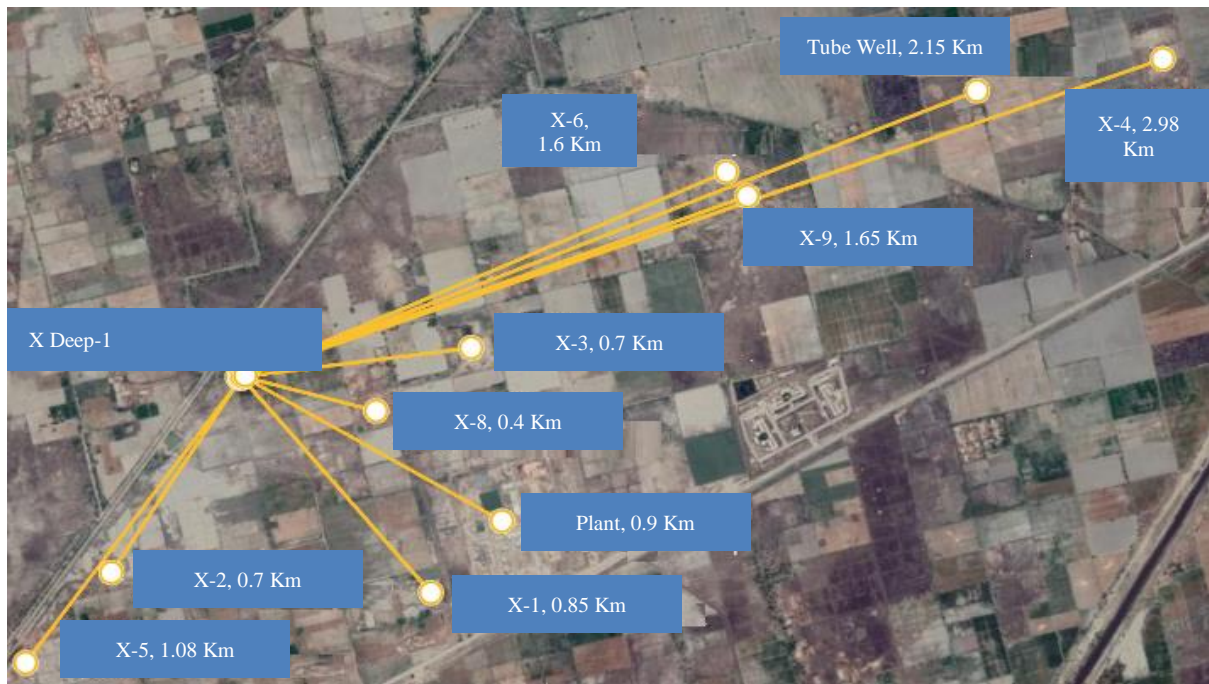 Tube Well, 2.15 Km
X-6,
1.6 Km
X-4, 2.98
Km
X-9, 1.65 Km
X Deep-1
X-3, 0.7 Km
X-8, 0.4 Km
Plant, 0.9 Km
X-2, 0.7 Km
X-1, 0.85 Km
X-5, 1.08 Km